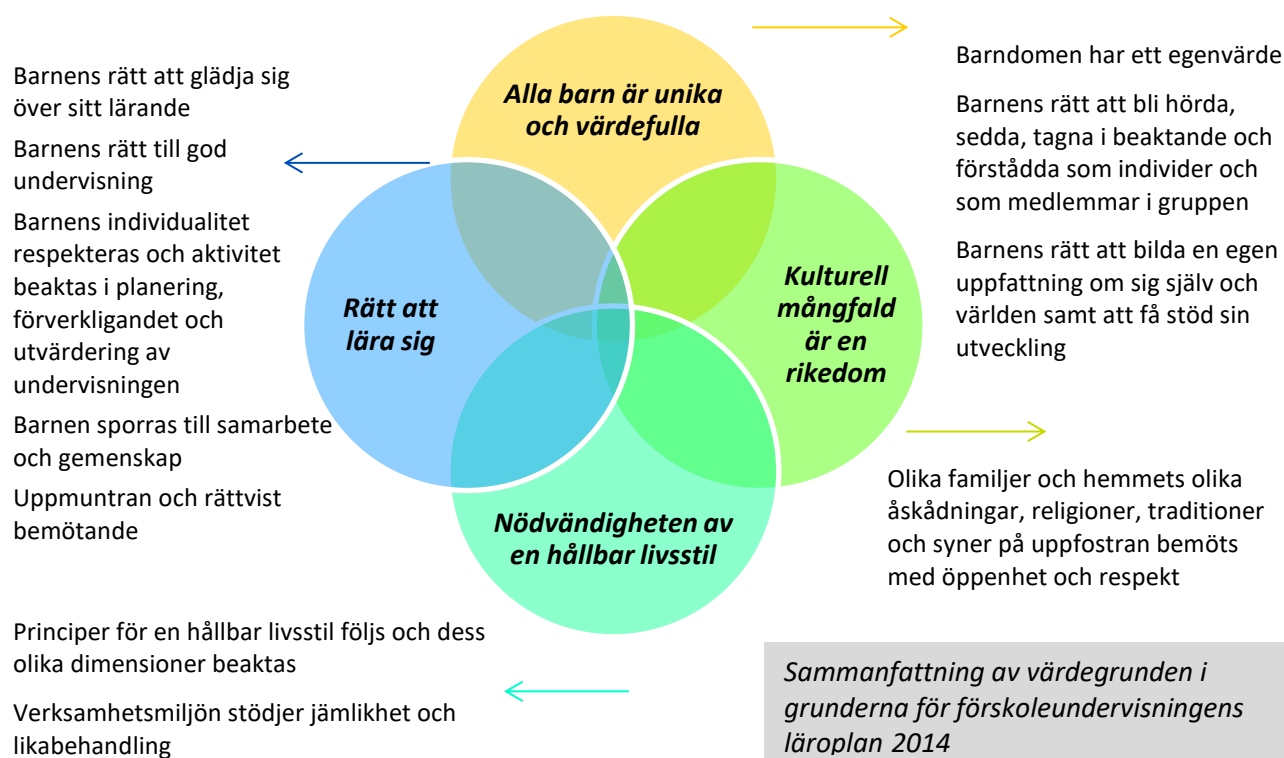 Barnens rätt att glädja sig
över sitt lärande
Barnens rätt till god
undervisning
Barnens individualitet
respekteras och aktivitet
beaktas i planering,
förverkligandet och
utvärdering av
undervisningen
Barnen sporras till samarbete
och gemenskap
Uppmuntran och rättvist
bemötande
Alla barn är unika
och värdefulla
Rätt att
lära sig
Kulturell
mångfald
är en
rikedom
Nödvändigheten av
en hållbar livsstil
Barndomen har ett egenvärde
Barnens rätt att bli hörda,
sedda, tagna i beaktande och
förstådda som individer och
som medlemmar i gruppen
Barnens rätt att bilda en egen
uppfattning om sig själv och
världen samt att få stöd sin
utveckling
Olika familjer och hemmets olika
åskådningar, religioner, traditioner
och syner på uppfostran bemöts
med öppenhet och respekt
Principer för en hållbar livsstil följs och dess
olika dimensioner beaktas
Verksamhetsmiljön stödjer jämlikhet och
likabehandling
Sammanfattning av värdegrunden i
grunderna för förskoleundervisningens
läroplan 2014